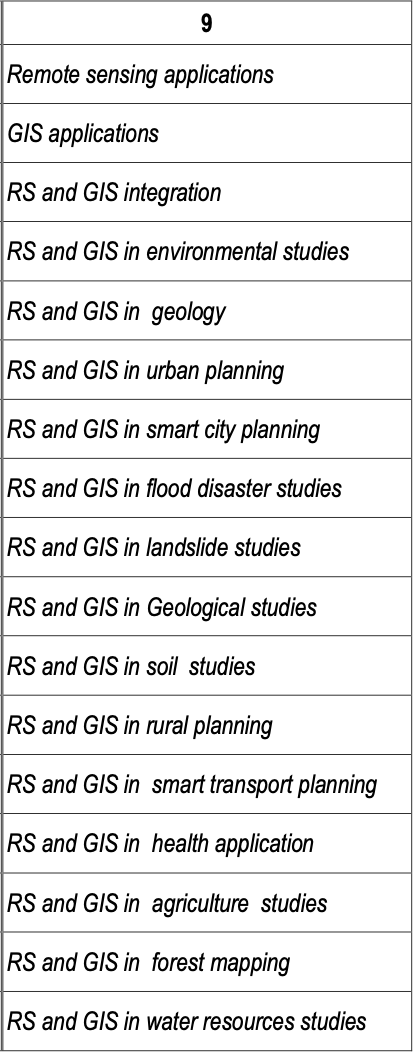 9
Remote sensing applications
GIS applications
RS and GIS integration
RS and GIS in environmental studies
RS and GIS in  geology
RS and GIS in urban planning
RS and GIS in smart city planning
RS and GIS in flood disaster studies
RS and GIS in landslide studies
RS and GIS in Geological studies
RS and GIS in soil  studies
RS and GIS in rural planning
RS and GIS in  smart transport planning
RS and GIS in  health application
RS and GIS in  agriculture  studies
RS and GIS in  forest mapping
RS and GIS in water resources studies